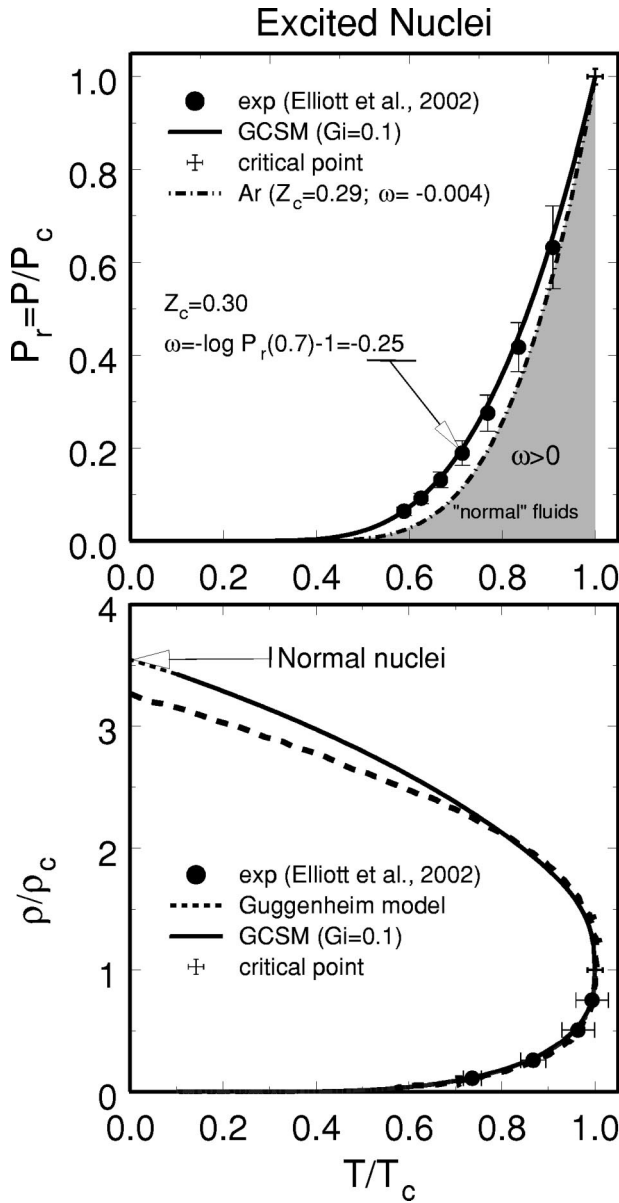 Excited Nuclei
1.0
0.8
0.6
0.4
0.2
0.0
P_r=P/P_c
exp (Elliott et al., 2002)
GCSM (Gi=0.1)
critical point
Ar (Z_c=0.29; ω= -0.004)
Z_c=0.30
ω=-log P_r(0.7)-1=-0.25
ω>0
"normal" fluids
0.0 0.2 0.4 0.6 0.8 1.0
4
3
2
1
0
ρ/ρ_c
Normal nuclei
exp (Elliott et al., 2002)
Guggenheim model
GCSM (Gi=0.1)
critical point
0.0 0.2 0.4 0.6 0.8 1.0
T/T_c